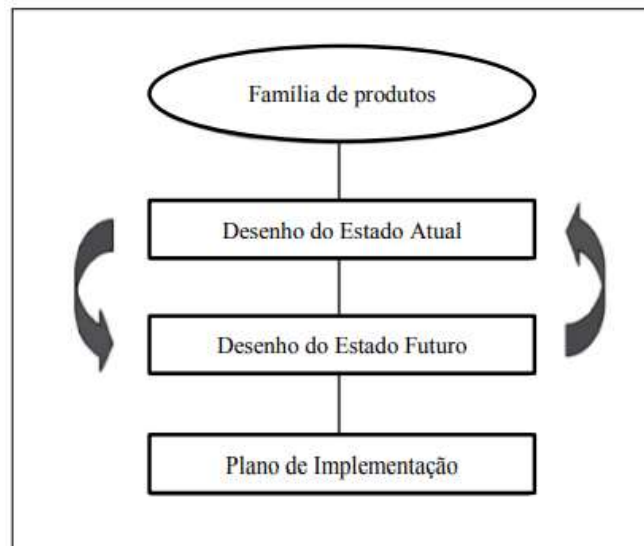 Família de produtos
Desenho do Estado Atual
Desenho do Estado Futuro
Plano de Implementação